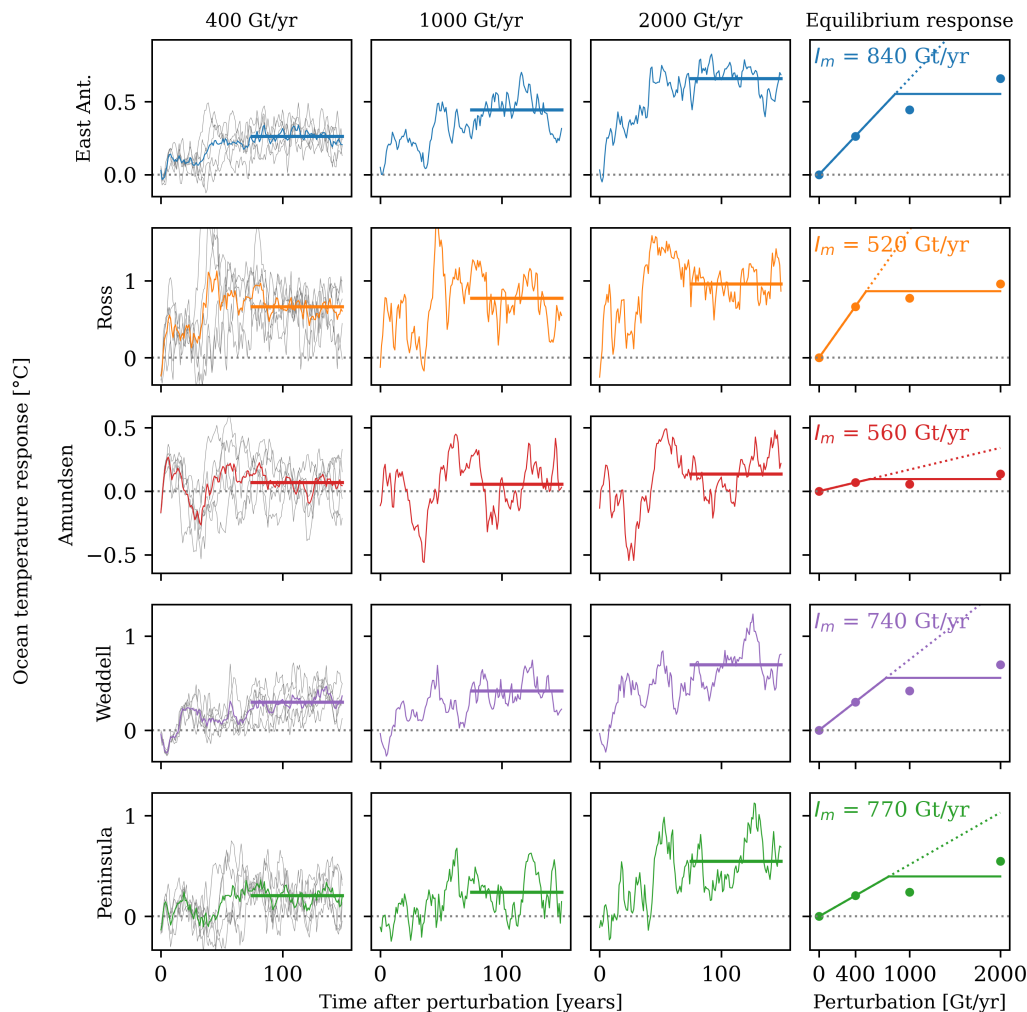 400 Gt/yr
1000 Gt/yr
2000 Gt/yr
Equilibrium response
Ocean temperature response [°C]
East Ant.
0.5
0.0
I_m = 840 Gt/yr
Ross
1
0
I_m = 520 Gt/yr
Amundsen
0.5
0.0
−0.5
I_m = 560 Gt/yr
Weddell
1
0
I_m = 740 Gt/yr
Peninsula
1
0
I_m = 770 Gt/yr
0 100
0 100
0 100
0 400 1000 2000
Time after perturbation [years]
Perturbation [Gt/yr]